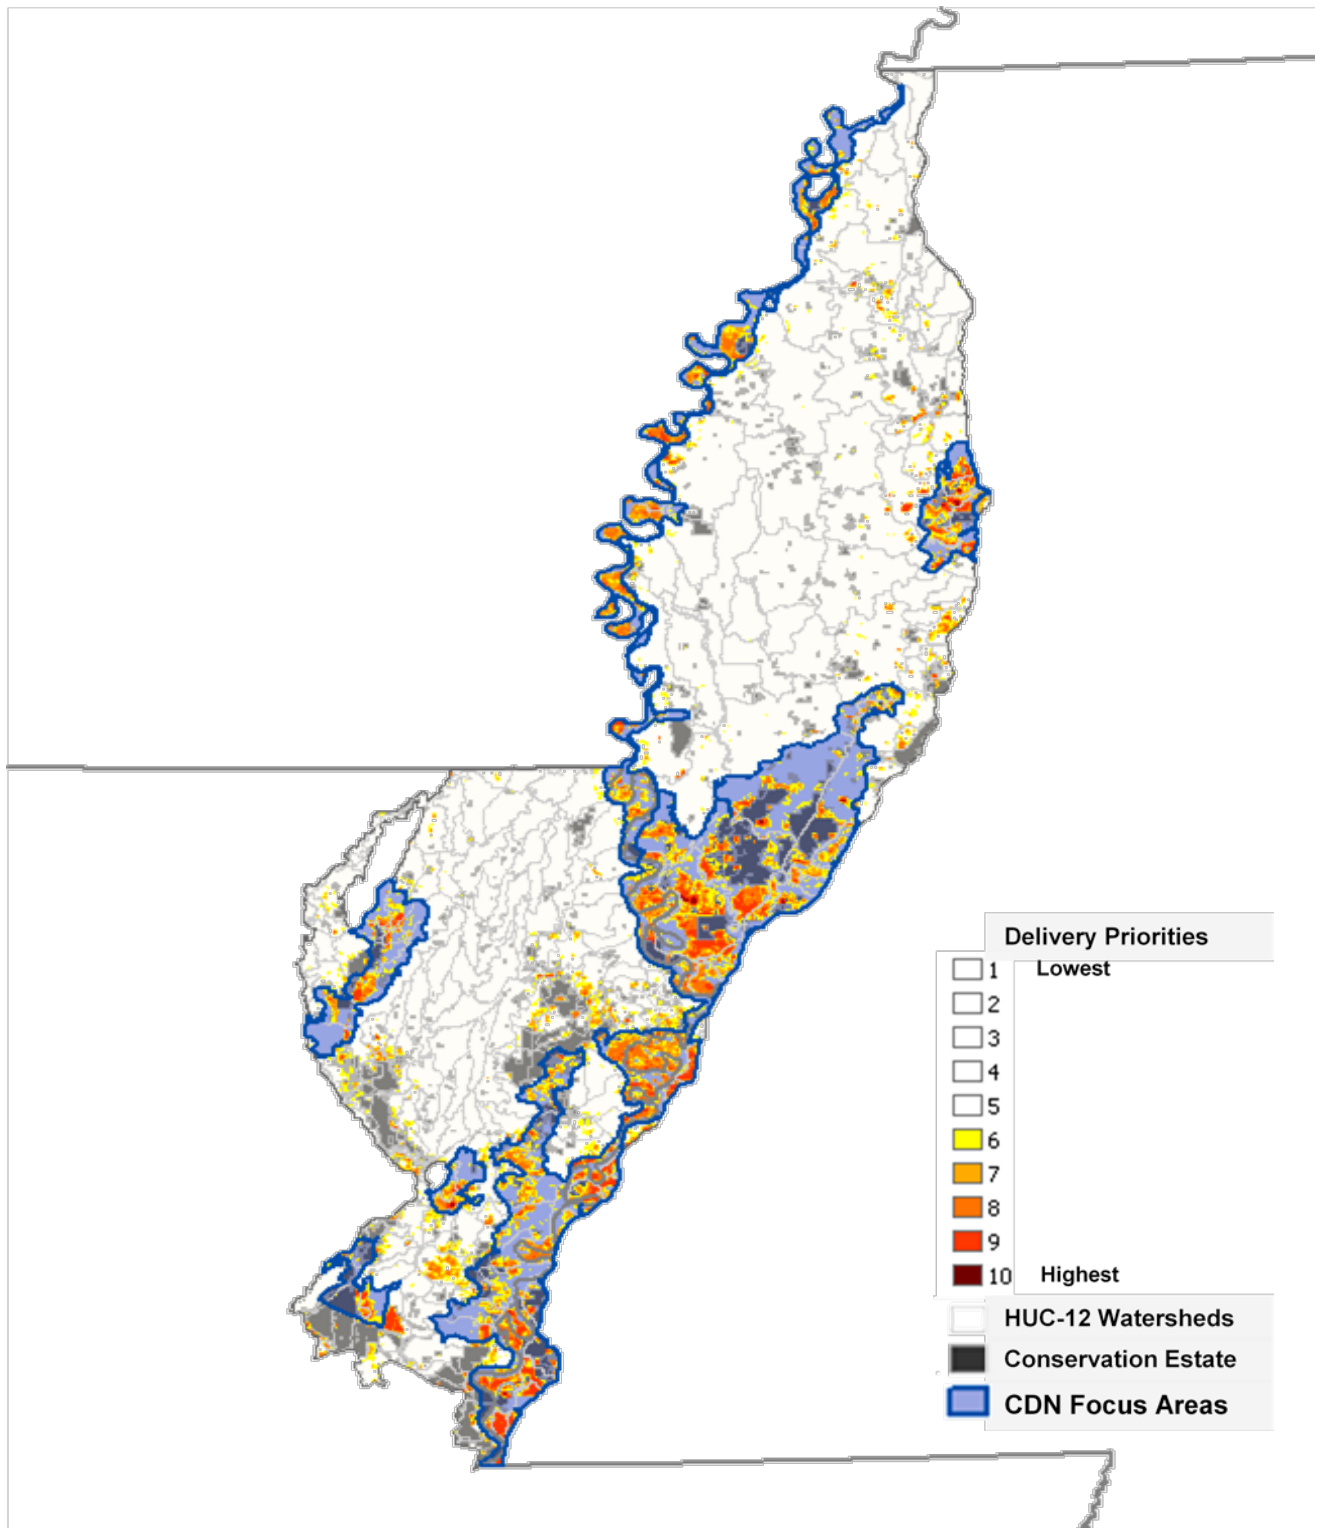 Delivery Priorities
1 Lowest
2
3
4
5
6
7
8
9
10 Highest
HUC-12 Watersheds
Conservation Estate
CDN Focus Areas